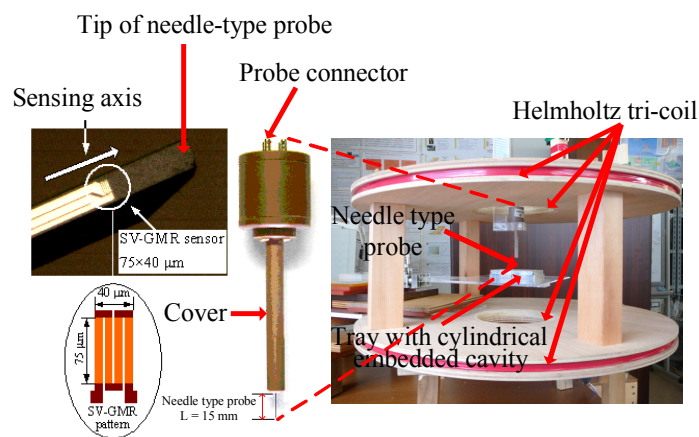 Tip of needle-type probe
Probe connector
Sensing axis
Helmholtz tri-coil
SV-GMR sensor
75×40 µm
Needle type
probe
40 µm
75 µm
Cover
Tray with cylindrical
embedded cavity
SV-GMR
pattern
Needle type probe
L = 15 mm